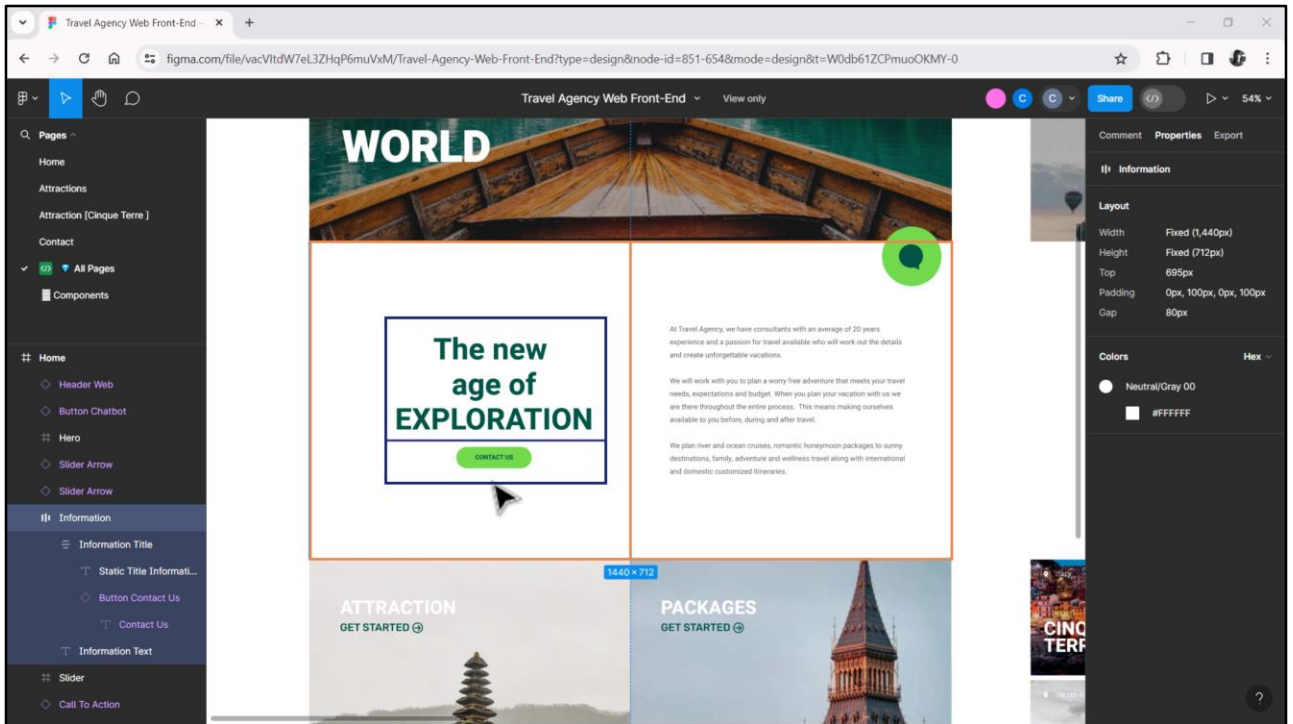 Travel Agency Web Front-End –
figma.com/file/vacVItdW7eL3ZHqP6muVxM/Travel-Agency-Web-Front-End?type=design&node-id=851-654&mode=design&t=W0db61ZCPmuoOKMY-0
Travel Agency Web Front-End
View only
C
C
Share
54%
Pages
Home
Attractions
Attraction [Cinque Terre ]
Contact
All Pages
Components
Home
Header Web
Button Chatbot
Hero
Slider Arrow
Slider Arrow
Information
Information Title
Static Title Informati...
Button Contact Us
Contact Us
Information Text
Slider
Call To Action
WORLD
The new
age of
EXPLORATION
CONTACT US
At Travel Agency, we have consultants with an average of 20 years
experience and a passion for travel available who will work out the details
and create unforgettable vacations.
We will work with you to plan a worry free adventure that meets your travel
needs, expectations and budget. When you plan your vacation with us we
are there throughout the entire process. This means making ourselves
available to you before, during and after travel.
We plan river and ocean cruises, romantic honeymoon packages to sunny
destinations, family, adventure and wellness travel along with international
and domestic customized itineraries.
1440 × 712
ATTRACTION
GET STARTED
PACKAGES
GET STARTED
ITALY
CINQ
TERR
Comment Properties Export
Information
Layout
Width Fixed (1,440px)
Height Fixed (712px)
Top 695px
Padding 0px, 100px, 0px, 100px
Gap 80px
Colors Hex
Neutral/Gray 00
#FFFFFF
?